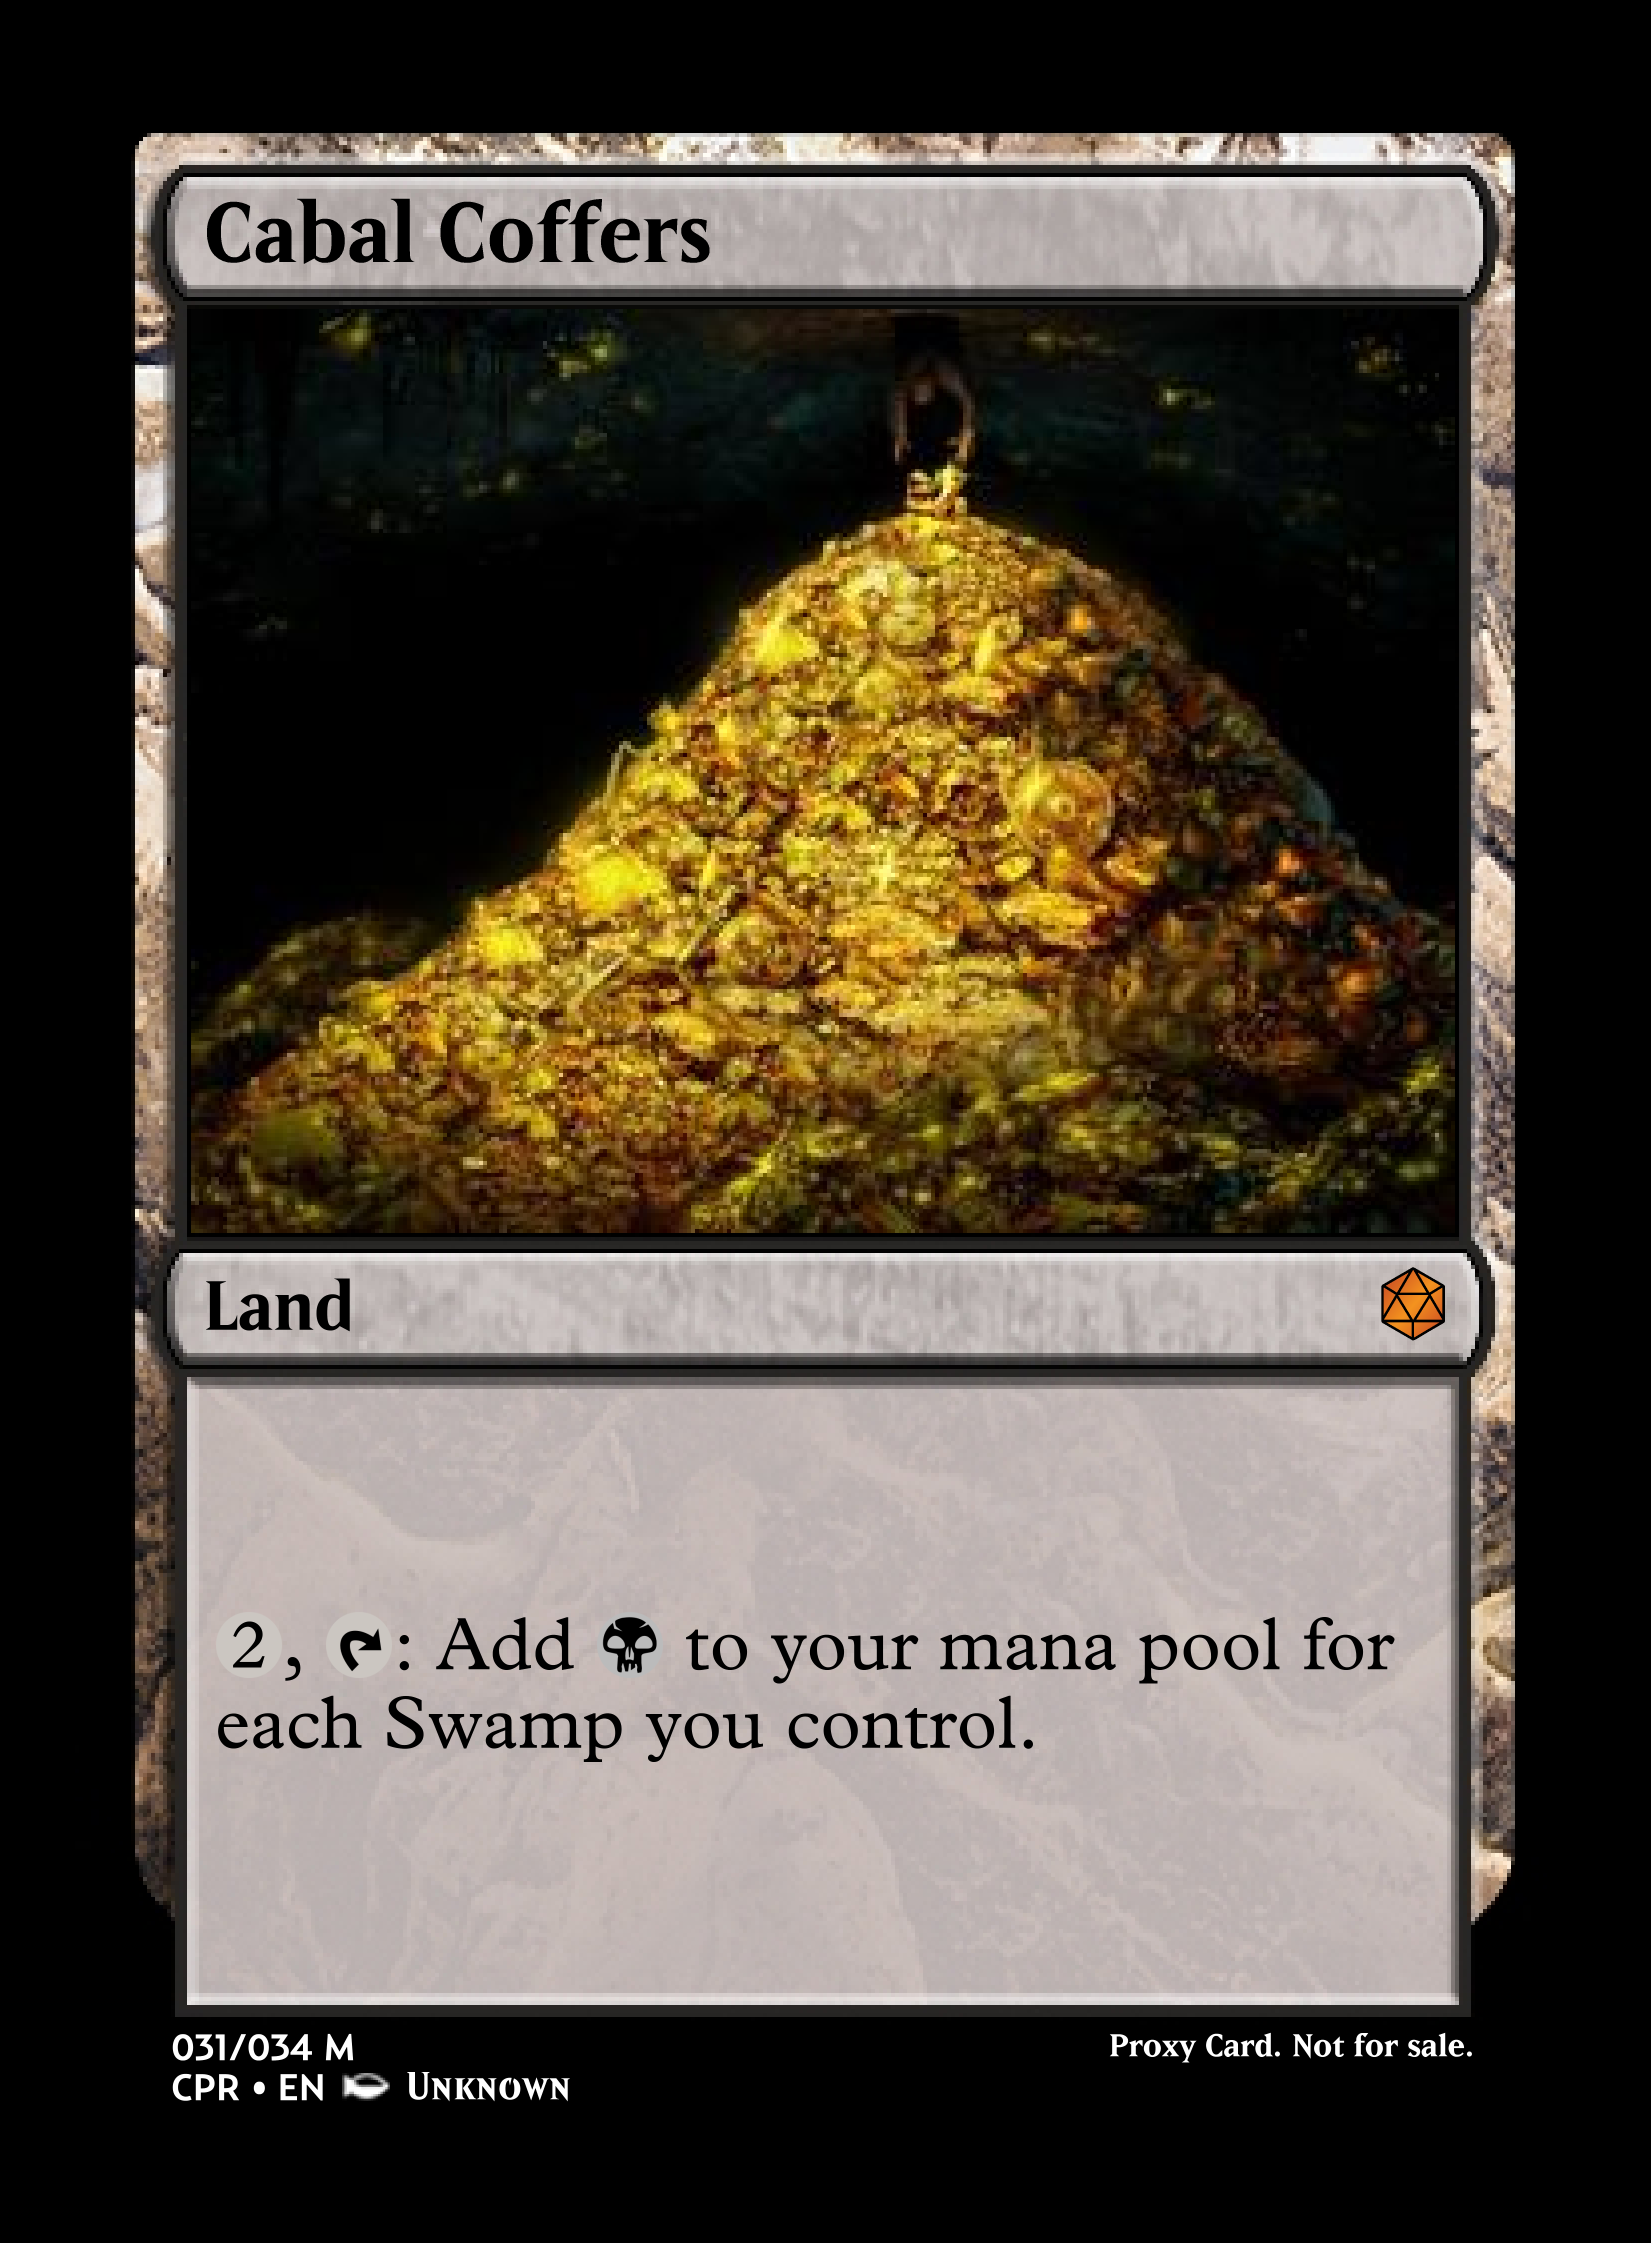 Cabal Coffers
Land
2, : Add to your mana pool for
each Swamp you control.
031/034 M
Proxy Card. Not for sale.
CPR • EN Unknown